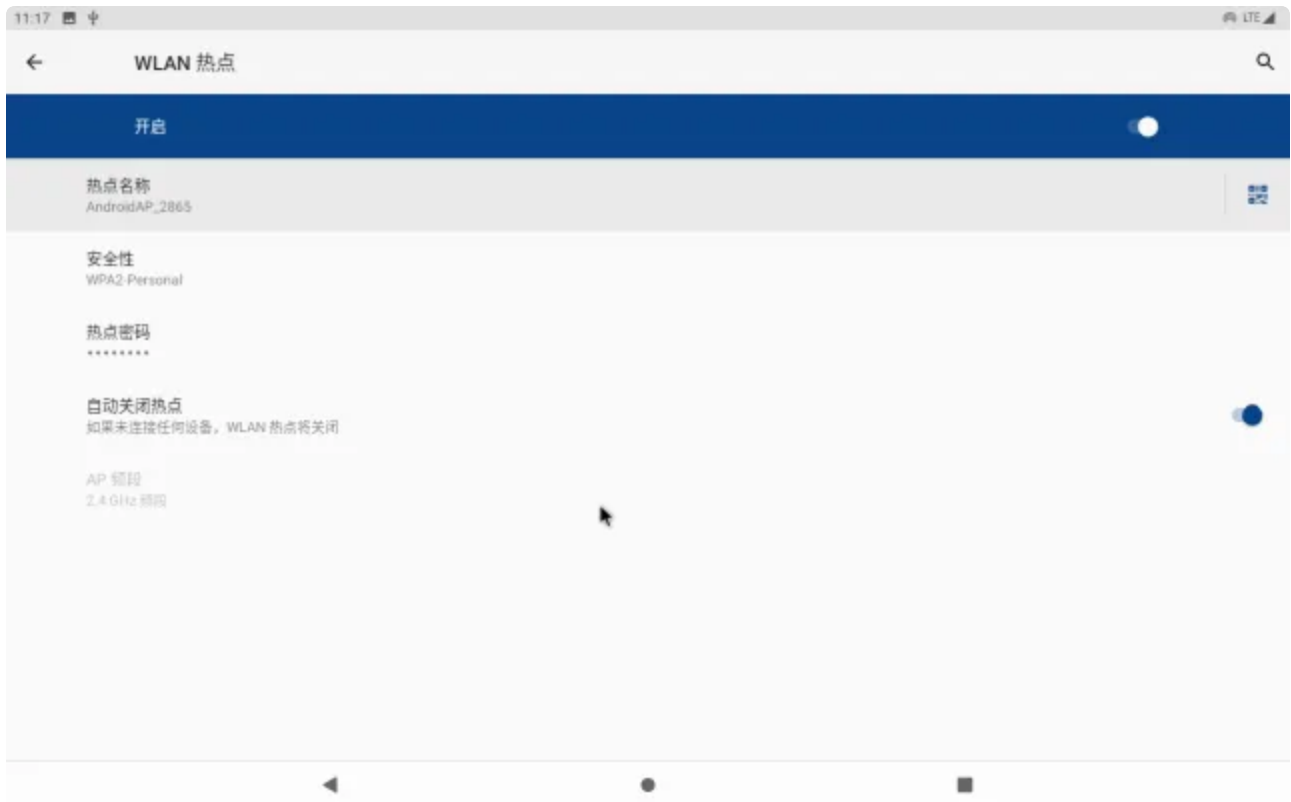 11:17
LTE
WLAN 热点
开启
热点名称
AndroidAP_2865
安全性
WPA2-Personal
热点密码
********
自动关闭热点
如果未连接任何设备，WLAN 热点将关闭
AP 频段
2.4 GHz 频段